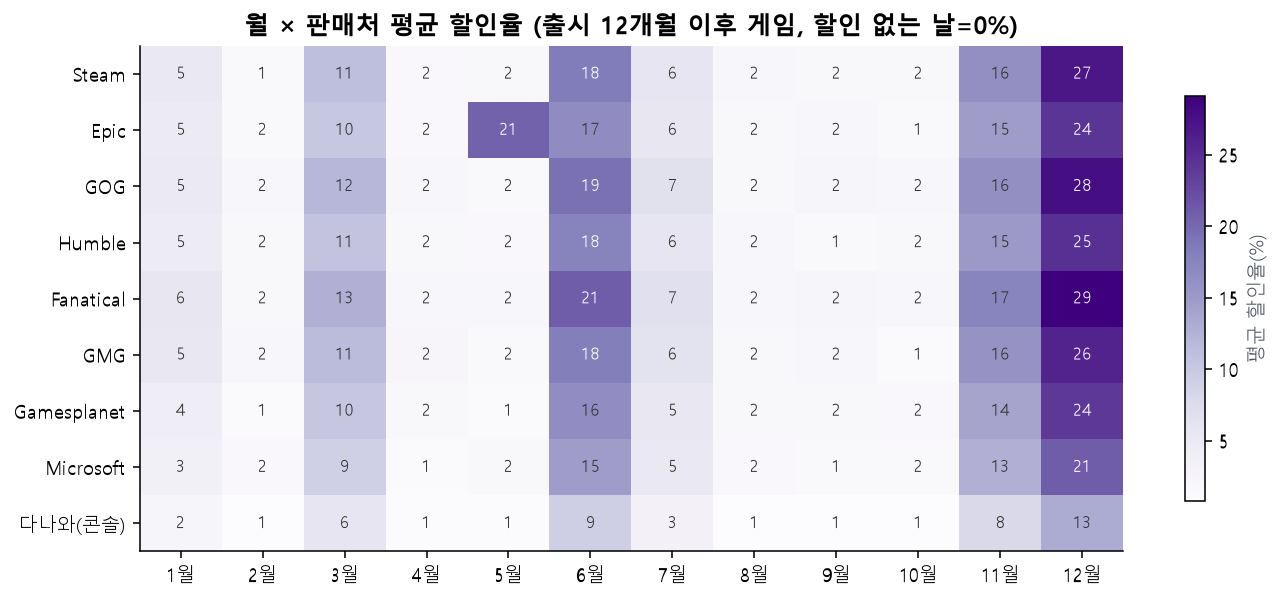 월 × 판매처 평균 할인율 (출시 12개월 이후 게임, 할인 없는 날=0%)
Steam 5 1 11 2 2 18 6 2 2 2 16 27
Epic 5 2 10 2 21 17 6 2 2 1 15 24
GOG 5 2 12 2 2 19 7 2 2 2 16 28
Humble 5 2 11 2 2 18 6 2 1 2 15 25
Fanatical 6 2 13 2 2 21 7 2 2 2 17 29
GMG 5 2 11 2 2 18 6 2 2 1 16 26
Gamesplanet 4 1 10 2 1 16 5 2 2 2 14 24
Microsoft 3 2 9 1 2 15 5 2 1 2 13 21
다나와(콘솔) 2 1 6 1 1 9 3 1 1 1 8 13
1월 2월 3월 4월 5월 6월 7월 8월 9월 10월 11월 12월
25
20
15
10
5
평균 할인율(%)